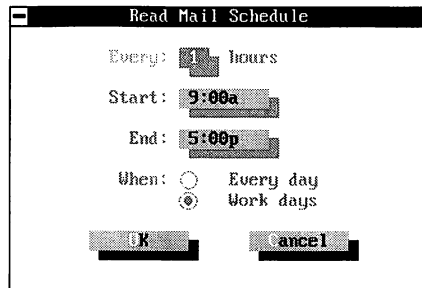 Read Mail Schedule
Every: 1 hours
Start: 9:00a
End: 5:00p
When: Every day
Work days
OK Cancel